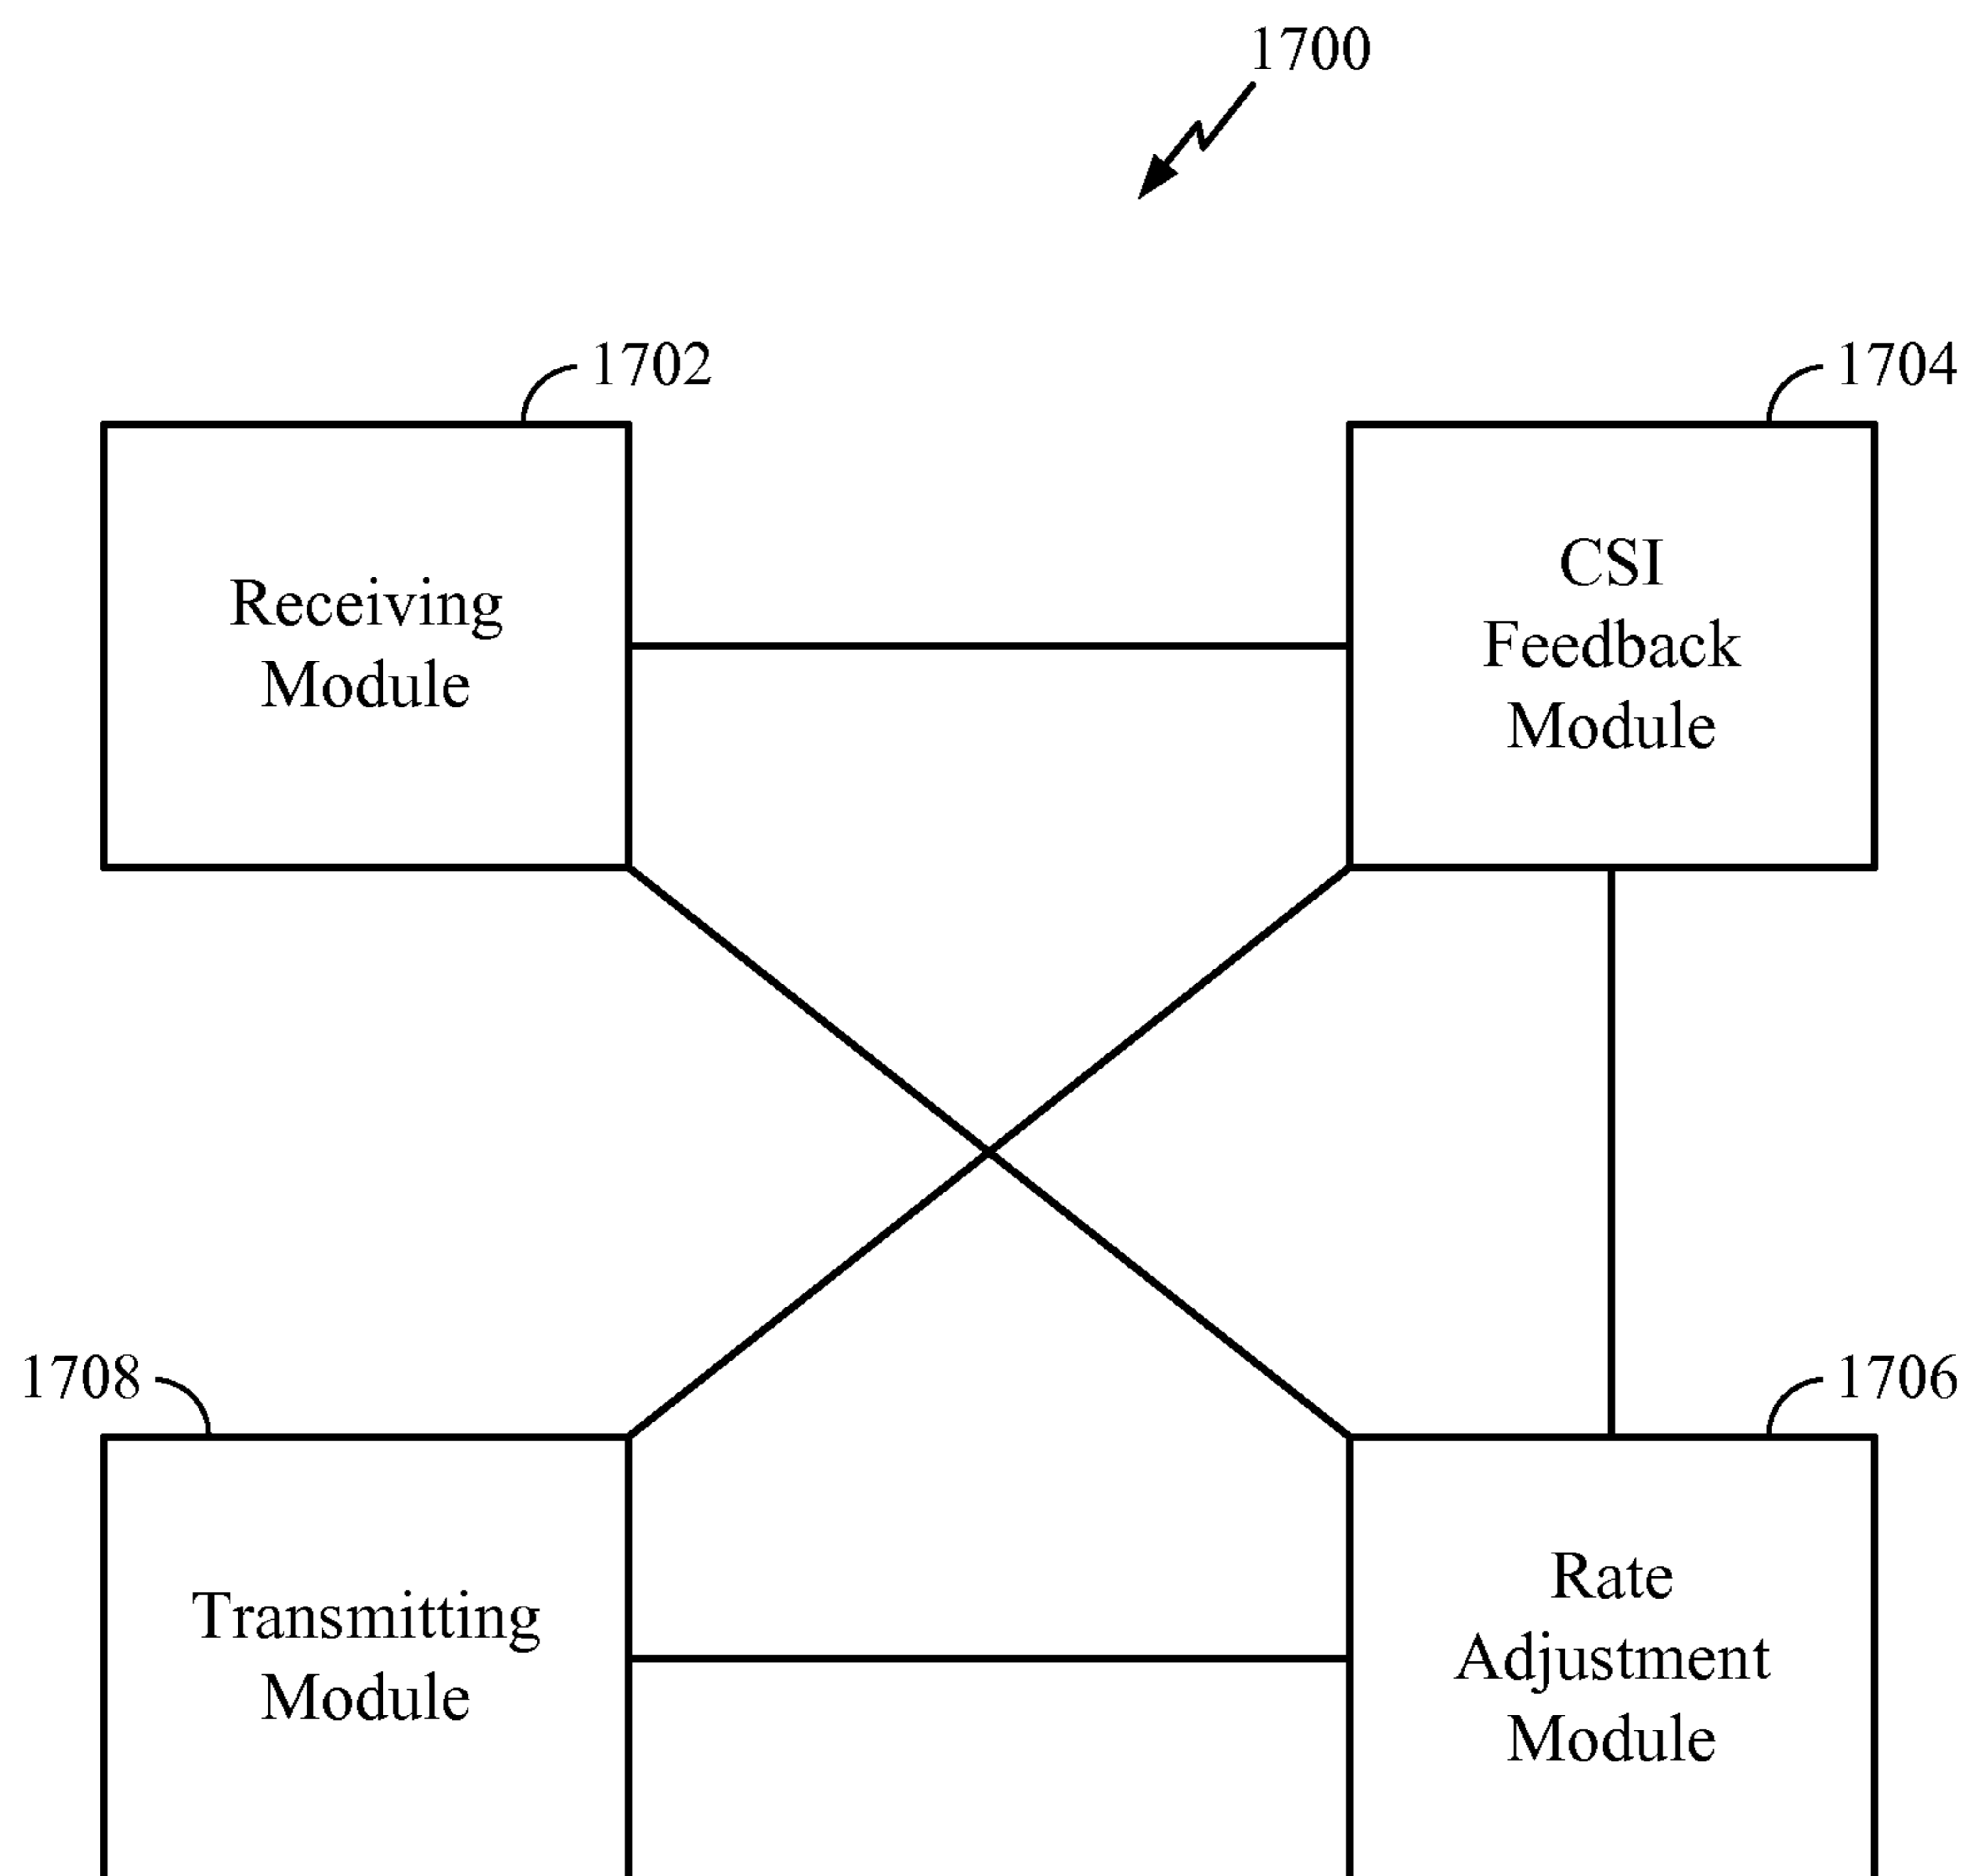 1700
1702
1704
Receiving
Module
CSI
Feedback
Module
1708
1706
Transmitting
Module
Rate
Adjustment
Module